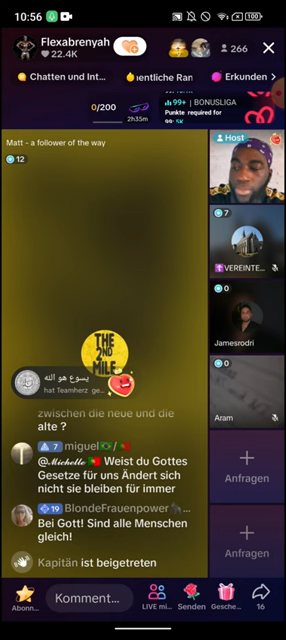 10:56
100
Flexabrenyah
22.4K
266
Chatten und Int...
entliche Ran
Erkunden
0/200
2h35m
99+ | BONUSLIGA
Punkte required for
Matt - a follower of the way
12
Host
7
VEREINTE...
0
Jamesrodri
0
Aram
THE
2ND
MILE
يسوع هو الله
hat Teamherz ge...
zwischen die neue und die
alte ?
7 miguel🇧🇷/🇵🇹
@𝓜𝓲𝓬𝓱𝓮𝓵𝓵𝓮 🇵🇹 Weist du Gottes
Gesetze für uns Ändert sich
nicht sie bleiben für immer
19 BlondeFrauenpower
Bei Gott! Sind alle Menschen
gleich!
Kapitän ist beigetreten
Anfragen
Anfragen
Abonn...
Komment...
LIVE mi...
Senden
Gesche...
16